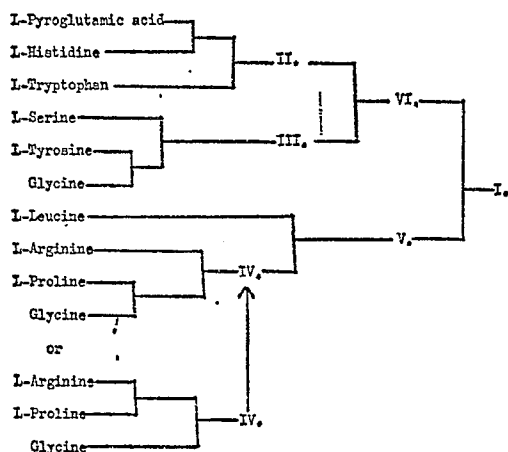 L-Pyroglutamic acid
L-Histidine
L-Tryptophan
II.
VI.
L-Serine
L-Tyrosine
III.
Glycine
I.
L-Leucine
V.
L-Arginine
IV.
L-Proline
Glycine
or
L-Arginine
L-Proline
IV.
Glycine